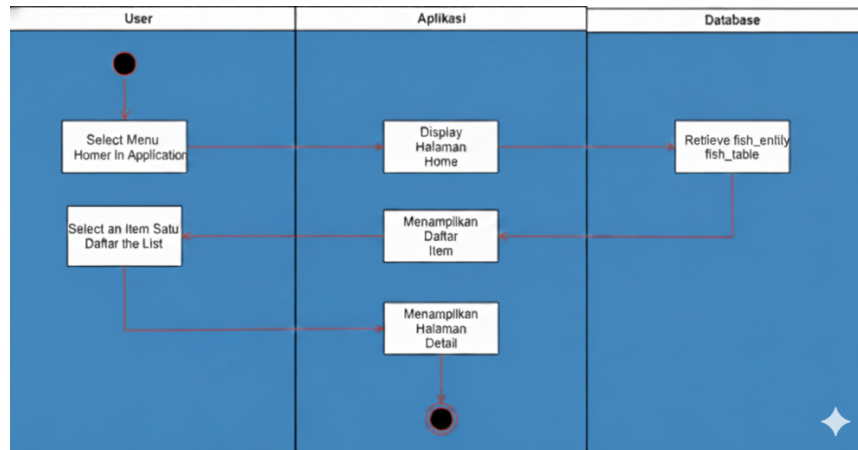 User
Aplikasi
Database
Select Menu
Homer In Application
Display
Halaman
Home
Retrieve fish_entily
fish_table
Select an Item Satu
Daftar the List
Menampilkan
Daftar
Item
Menampilkan
Halaman
Detail